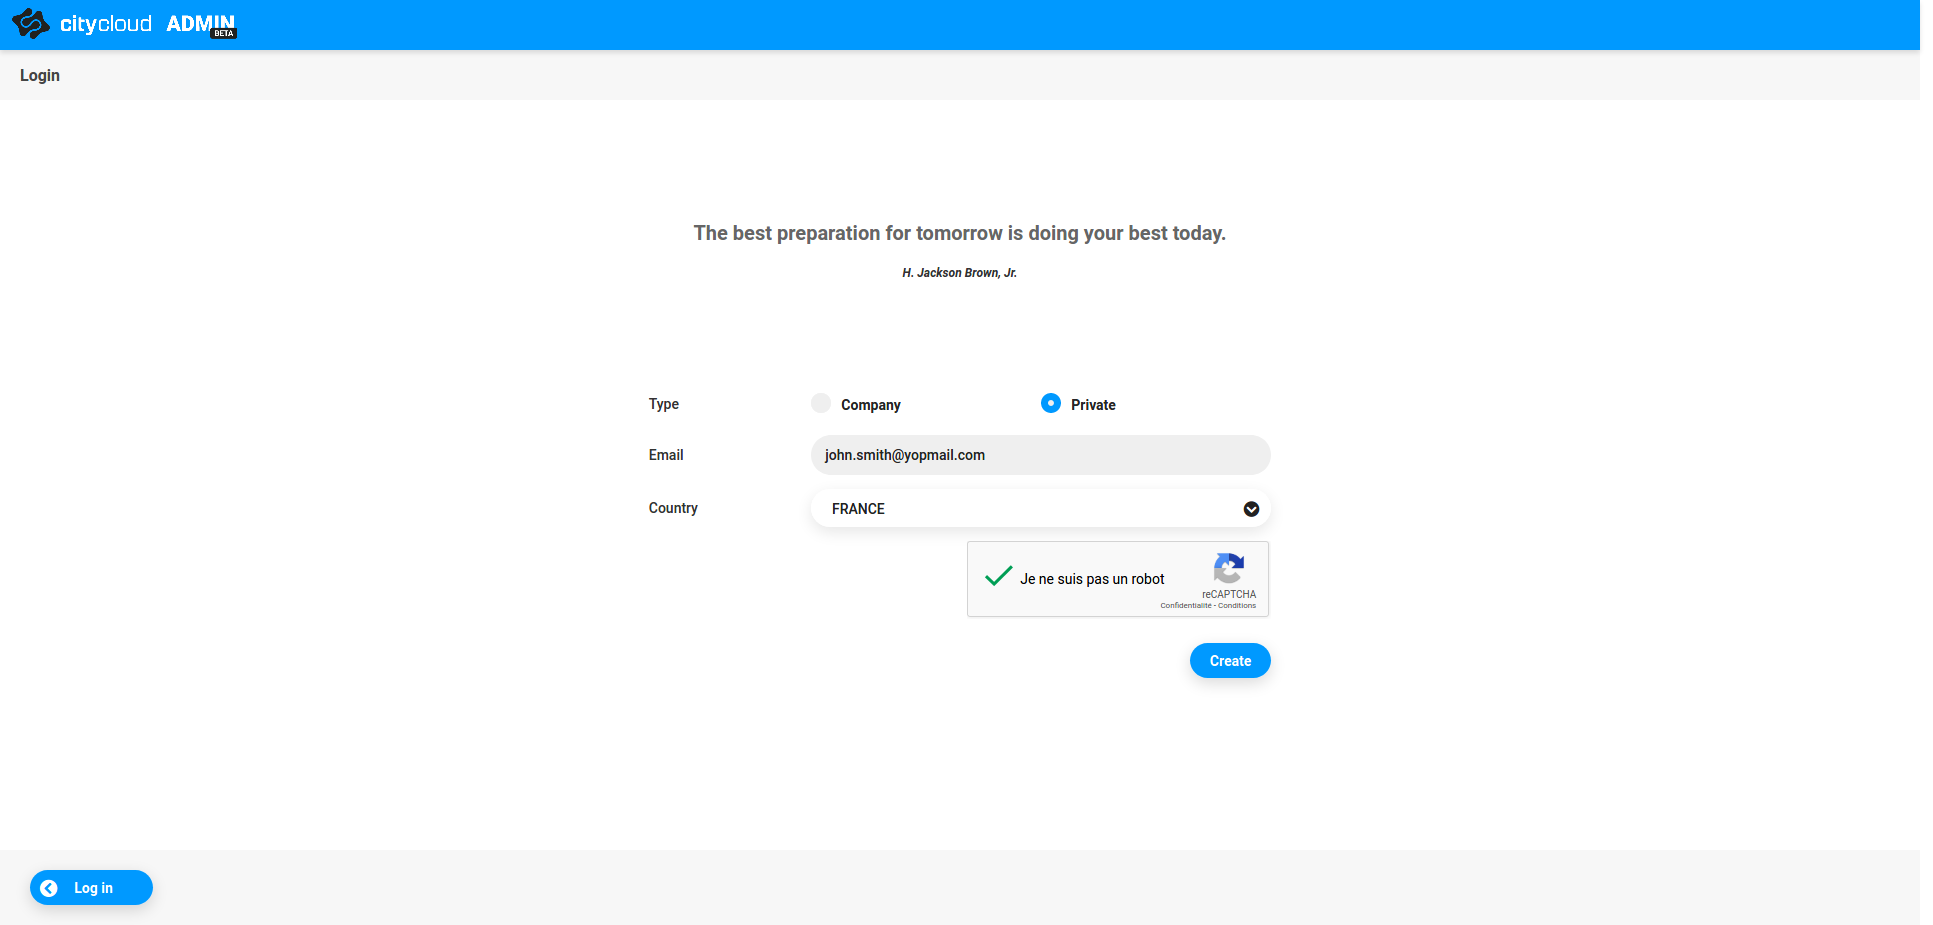 citycloud ADMIN
BETA
Login
The best preparation for tomorrow is doing your best today.
H. Jackson Brown, Jr.
Type Company Private
Email john.smith@yopmail.com
Country FRANCE
Je ne suis pas un robot
reCAPTCHA
Confidentialité - Conditions
Create
Log in